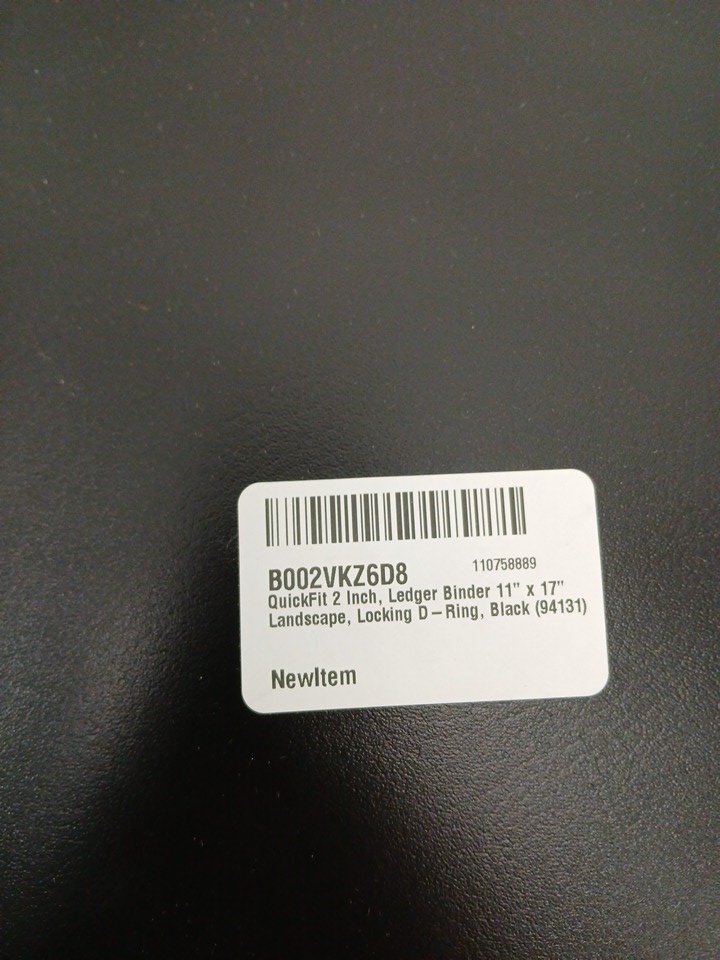 B002VKZ6D8 110758889
QuickFit 2 Inch, Ledger Binder 11" x 17"
Landscape, Locking D–Ring, Black (94131)
NewItem